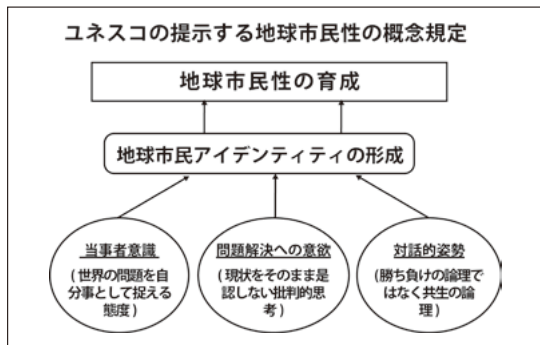 ユネスコの提示する地球市民性の概念規定
地球市民性の育成
地球市民アイデンティティの形成
当事者意識
(世界の問題を自
分事として捉える
態度)
問題解決への意欲
(現状をそのまま是
認しない批判的思
考)
対話的姿勢
(勝ち負けの論理で
はなく共生の論
理)